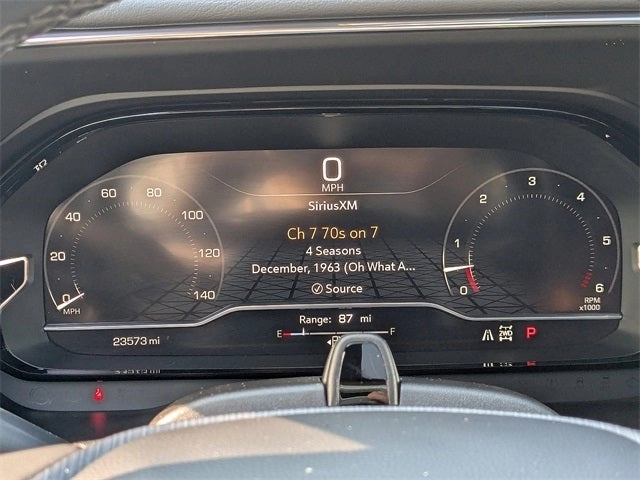 0
MPH
SiriusXM
Ch 7 70s on 7
4 Seasons
December, 1963 (Oh What A...
Source
0 20 40 60 80 100 120 140
MPH
0 1 2 3 4 5 6
RPM
x1000
Range: 87 mi
E F
23573 mi
2WD P